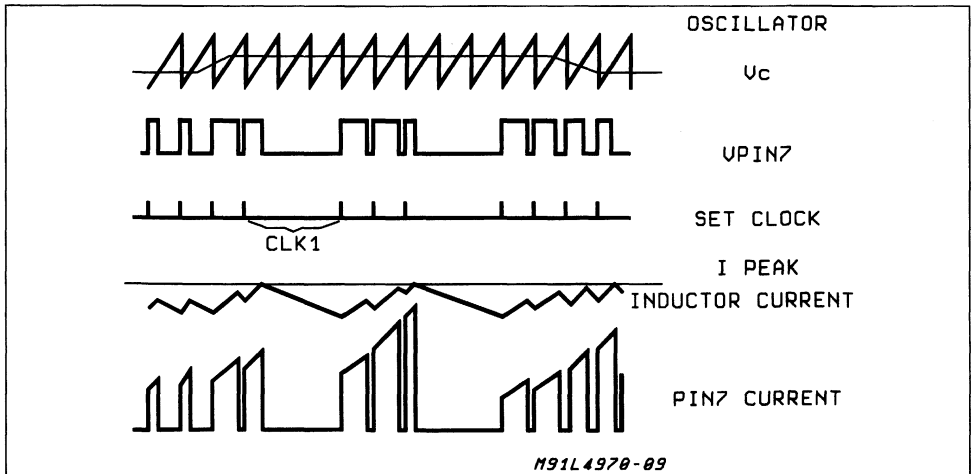 OSCILLATOR
Vc
VPIN7
SET CLOCK
CLK1
I PEAK
INDUCTOR CURRENT
PIN7 CURRENT
M91L4970-09